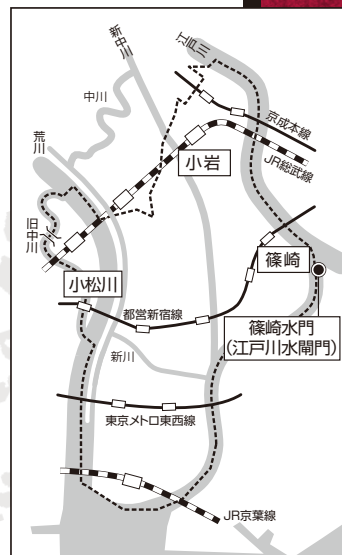 新中川
江戸川
中川
京成本線
荒川
JR総武線
小岩
旧中川
篠崎
小松川
都営新宿線
篠崎水門
(江戸川水閘門)
新川
東京メトロ東西線
JR京葉線